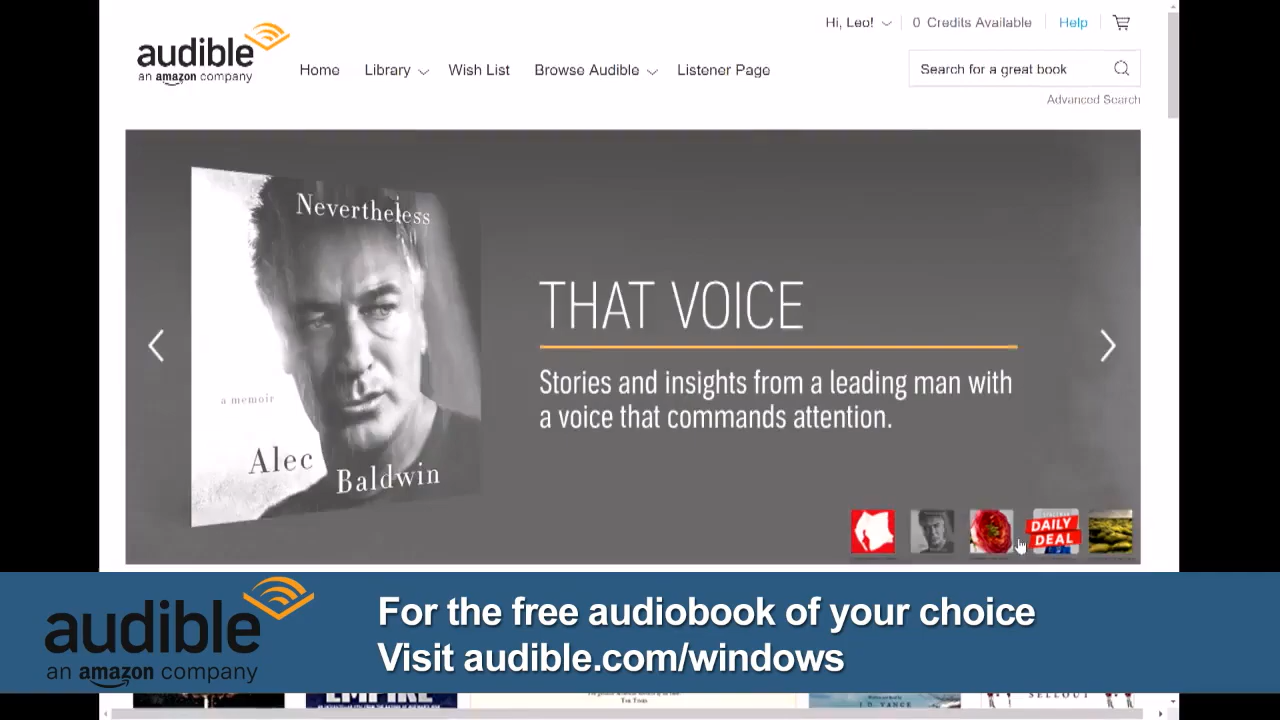 Hi, Leo!
0 Credits Available
Help
audible
an amazon company
Home
Library
Wish List
Browse Audible
Listener Page
Search for a great book
Advanced Search
Nevertheless
a memoir
Alec
Baldwin
THAT VOICE
Stories and insights from a leading man with
a voice that commands attention.
DAILY
DEAL
audible
an amazon company
For the free audiobook of your choice
Visit audible.com/windows
EMPIRE
J.D. VANCE
SELLOUT